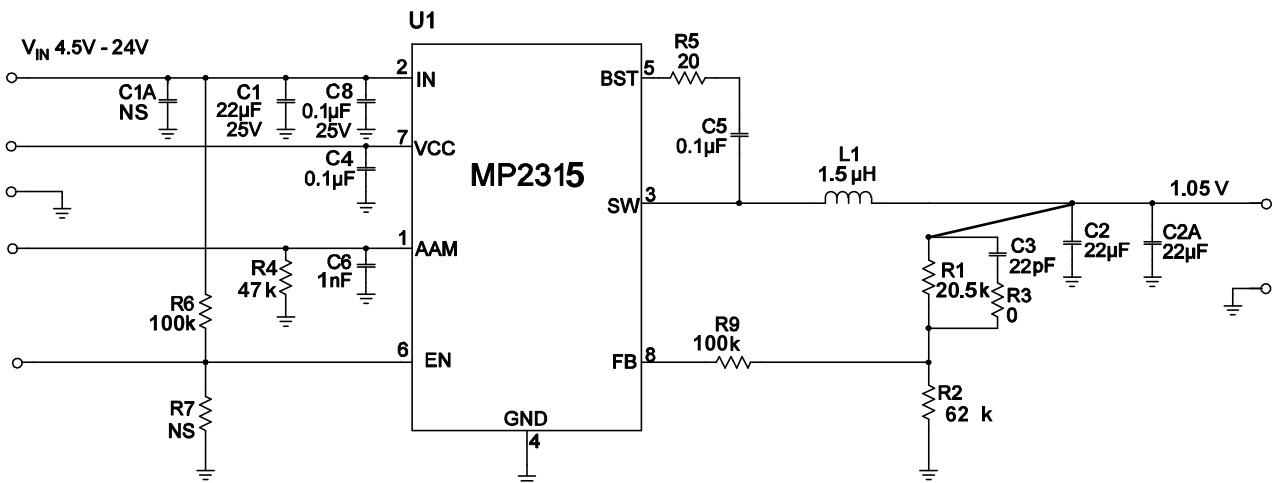 U1
V_IN 4.5V - 24V
2
IN
C1A
NS
C1
22µF
25V
C8
0.1µF
25V
7
VCC
C4
0.1µF
1
AAM
R4
47 k
C6
1nF
R6
100k
6
EN
R7
NS
MP2315
GND
4
BST
5
R5
20
C5
0.1µF
SW
3
L1
1.5 µH
1.05 V
C2
22µF
C2A
22µF
C3
22pF
R1
20.5k
R3
0
R9
100k
FB
8
R2
62 k